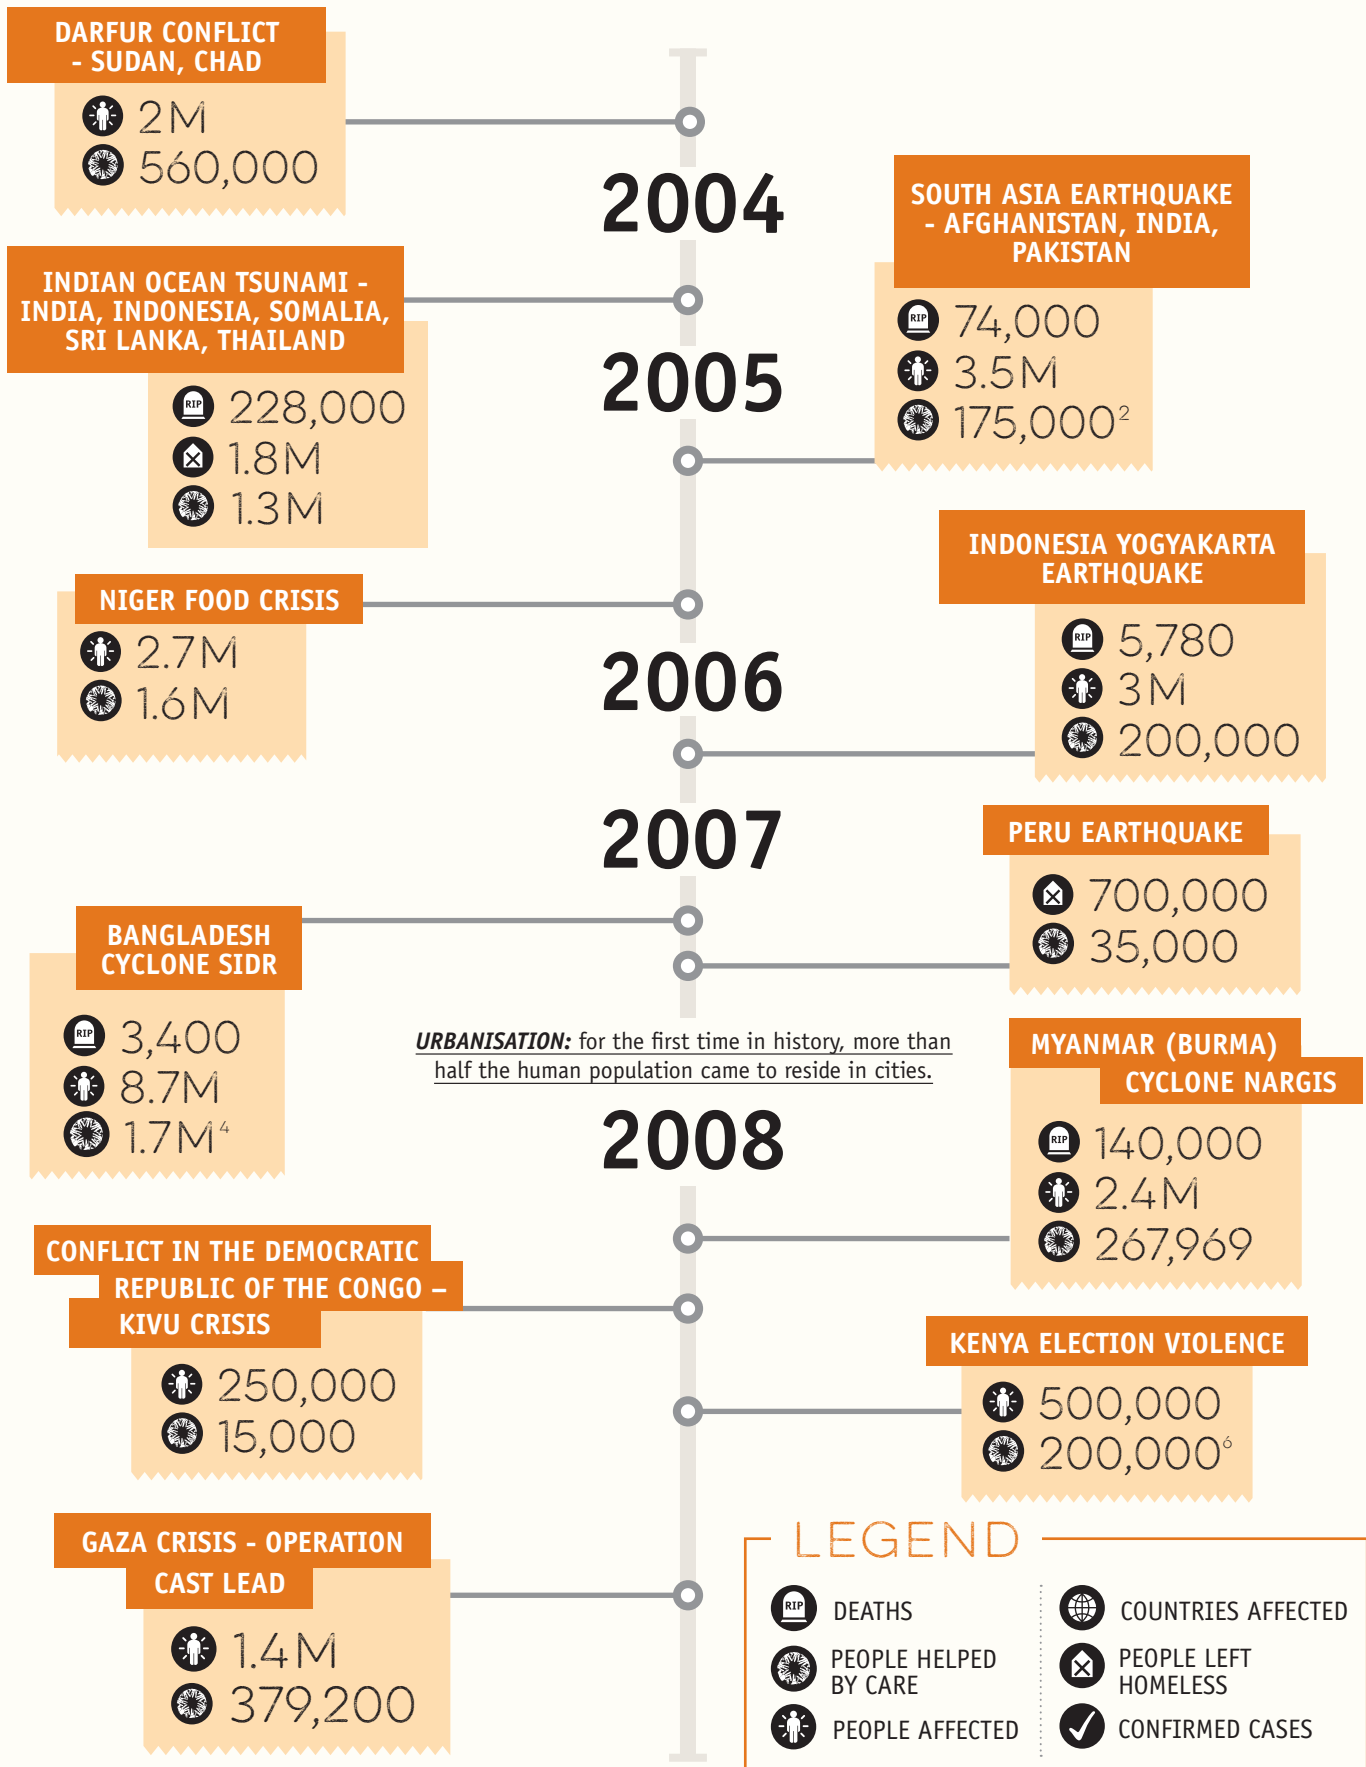 DARFUR CONFLICT
- SUDAN, CHAD
2M
560,000
2004
SOUTH ASIA EARTHQUAKE
- AFGHANISTAN, INDIA,
PAKISTAN
RIP 74,000
3.5M
175,000²
INDIAN OCEAN TSUNAMI -
INDIA, INDONESIA, SOMALIA,
SRI LANKA, THAILAND
RIP 228,000
1.8M
1.3M
2005
INDONESIA YOGYAKARTA
EARTHQUAKE
RIP 5,780
3M
200,000
NIGER FOOD CRISIS
2.7M
1.6M
2006
2007
PERU EARTHQUAKE
700,000
35,000
BANGLADESH
CYCLONE SIDR
RIP 3,400
8.7M
1.7M⁴
URBANISATION: for the first time in history, more than
half the human population came to reside in cities.
MYANMAR (BURMA)
CYCLONE NARGIS
RIP 140,000
2.4M
267,969
2008
CONFLICT IN THE DEMOCRATIC
REPUBLIC OF THE CONGO –
KIVU CRISIS
250,000
15,000
KENYA ELECTION VIOLENCE
500,000
200,000⁶
GAZA CRISIS - OPERATION
CAST LEAD
1.4M
379,200
LEGEND
RIP DEATHS
PEOPLE HELPED
BY CARE
PEOPLE AFFECTED
COUNTRIES AFFECTED
PEOPLE LEFT
HOMELESS
CONFIRMED CASES